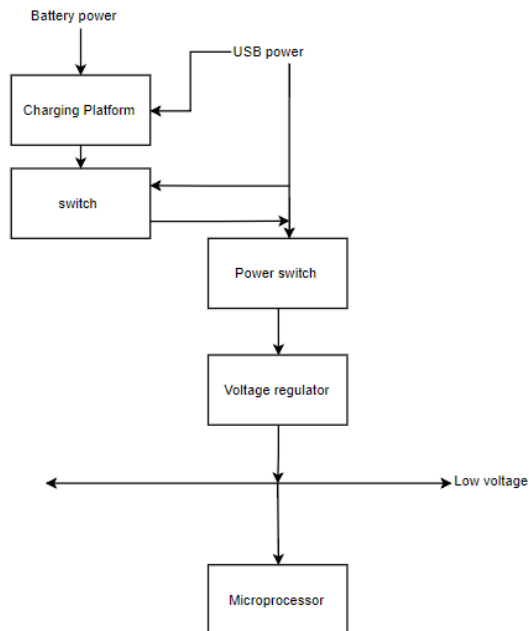 Battery power
USB power
Charging Platform
switch
Power switch
Voltage regulator
Low voltage
Microprocessor